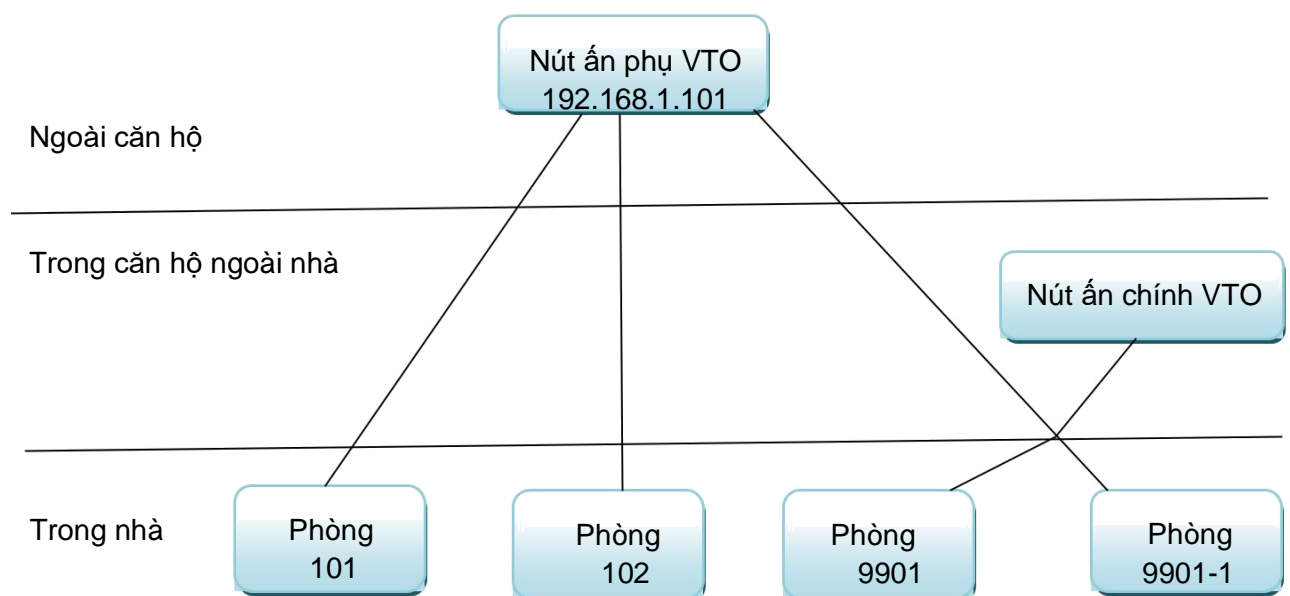 Nút ấn phụ VTO
192.168.1.101
Ngoài căn hộ
Trong căn hộ ngoài nhà
Nút ấn chính VTO
Trong nhà
Phòng
101
Phòng
102
Phòng
9901
Phòng
9901-1